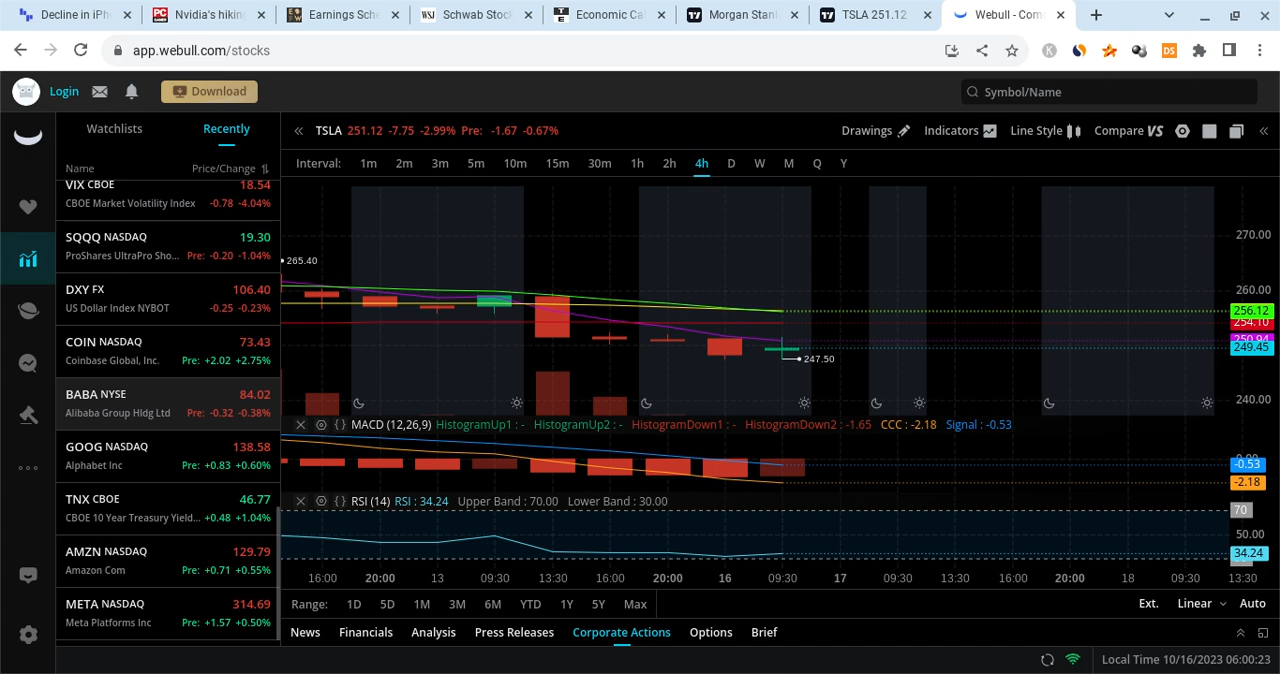 Decline in iPh
Nvidia's hikin
Earnings Sche
WSJ Schwab Stoc
Economic Ca
Morgan Stan
TSLA 251.12
Webull - Com
app.webull.com/stocks
K DS
Login Download Symbol/Name
Watchlists Recently
Name Price/Change
VIX CBOE 18.54
CBOE Market Volatility Index -0.78 -4.04%
SQQQ NASDAQ 19.30
ProShares UltraPro Sho... Pre: -0.20 -1.04%
DXY FX 106.40
US Dollar Index NYBOT -0.25 -0.23%
COIN NASDAQ 73.43
Coinbase Global, Inc. Pre: +2.02 +2.75%
BABA NYSE 84.02
Alibaba Group Hldg Ltd Pre: -0.32 -0.38%
GOOG NASDAQ 138.58
Alphabet Inc Pre: +0.83 +0.60%
TNX CBOE 46.77
CBOE 10 Year Treasury Yield... +0.48 +1.04%
AMZN NASDAQ 129.79
Amazon Com Pre: +0.71 +0.55%
META NASDAQ 314.69
Meta Platforms Inc Pre: +1.57 +0.50%
TSLA 251.12 -7.75 -2.99% Pre: -1.67 -0.67%
Drawings Indicators Line Style Compare VS
Interval: 1m 2m 3m 5m 10m 15m 30m 1h 2h 4h D W M Q Y
270.00
265.40
260.00
256.12
254.10
250.94
249.45
247.50
240.00
MACD (12,26,9) HistogramUp1 : - HistogramUp2 : - HistogramDown1 : - HistogramDown2 : -1.65 CCC : -2.18 Signal : -0.53
0.00
-0.53
-2.18
RSI (14) RSI : 34.24 Upper Band : 70.00 Lower Band : 30.00
70
50.00
34.24
16:00 20:00 13 09:30 13:30 16:00 20:00 16 09:30 17 09:30 13:30 16:00 20:00 18 09:30 13:30
Range: 1D 5D 1M 3M 6M YTD 1Y 5Y Max Ext. Linear Auto
News Financials Analysis Press Releases Corporate Actions Options Brief
Local Time 10/16/2023 06:00:23